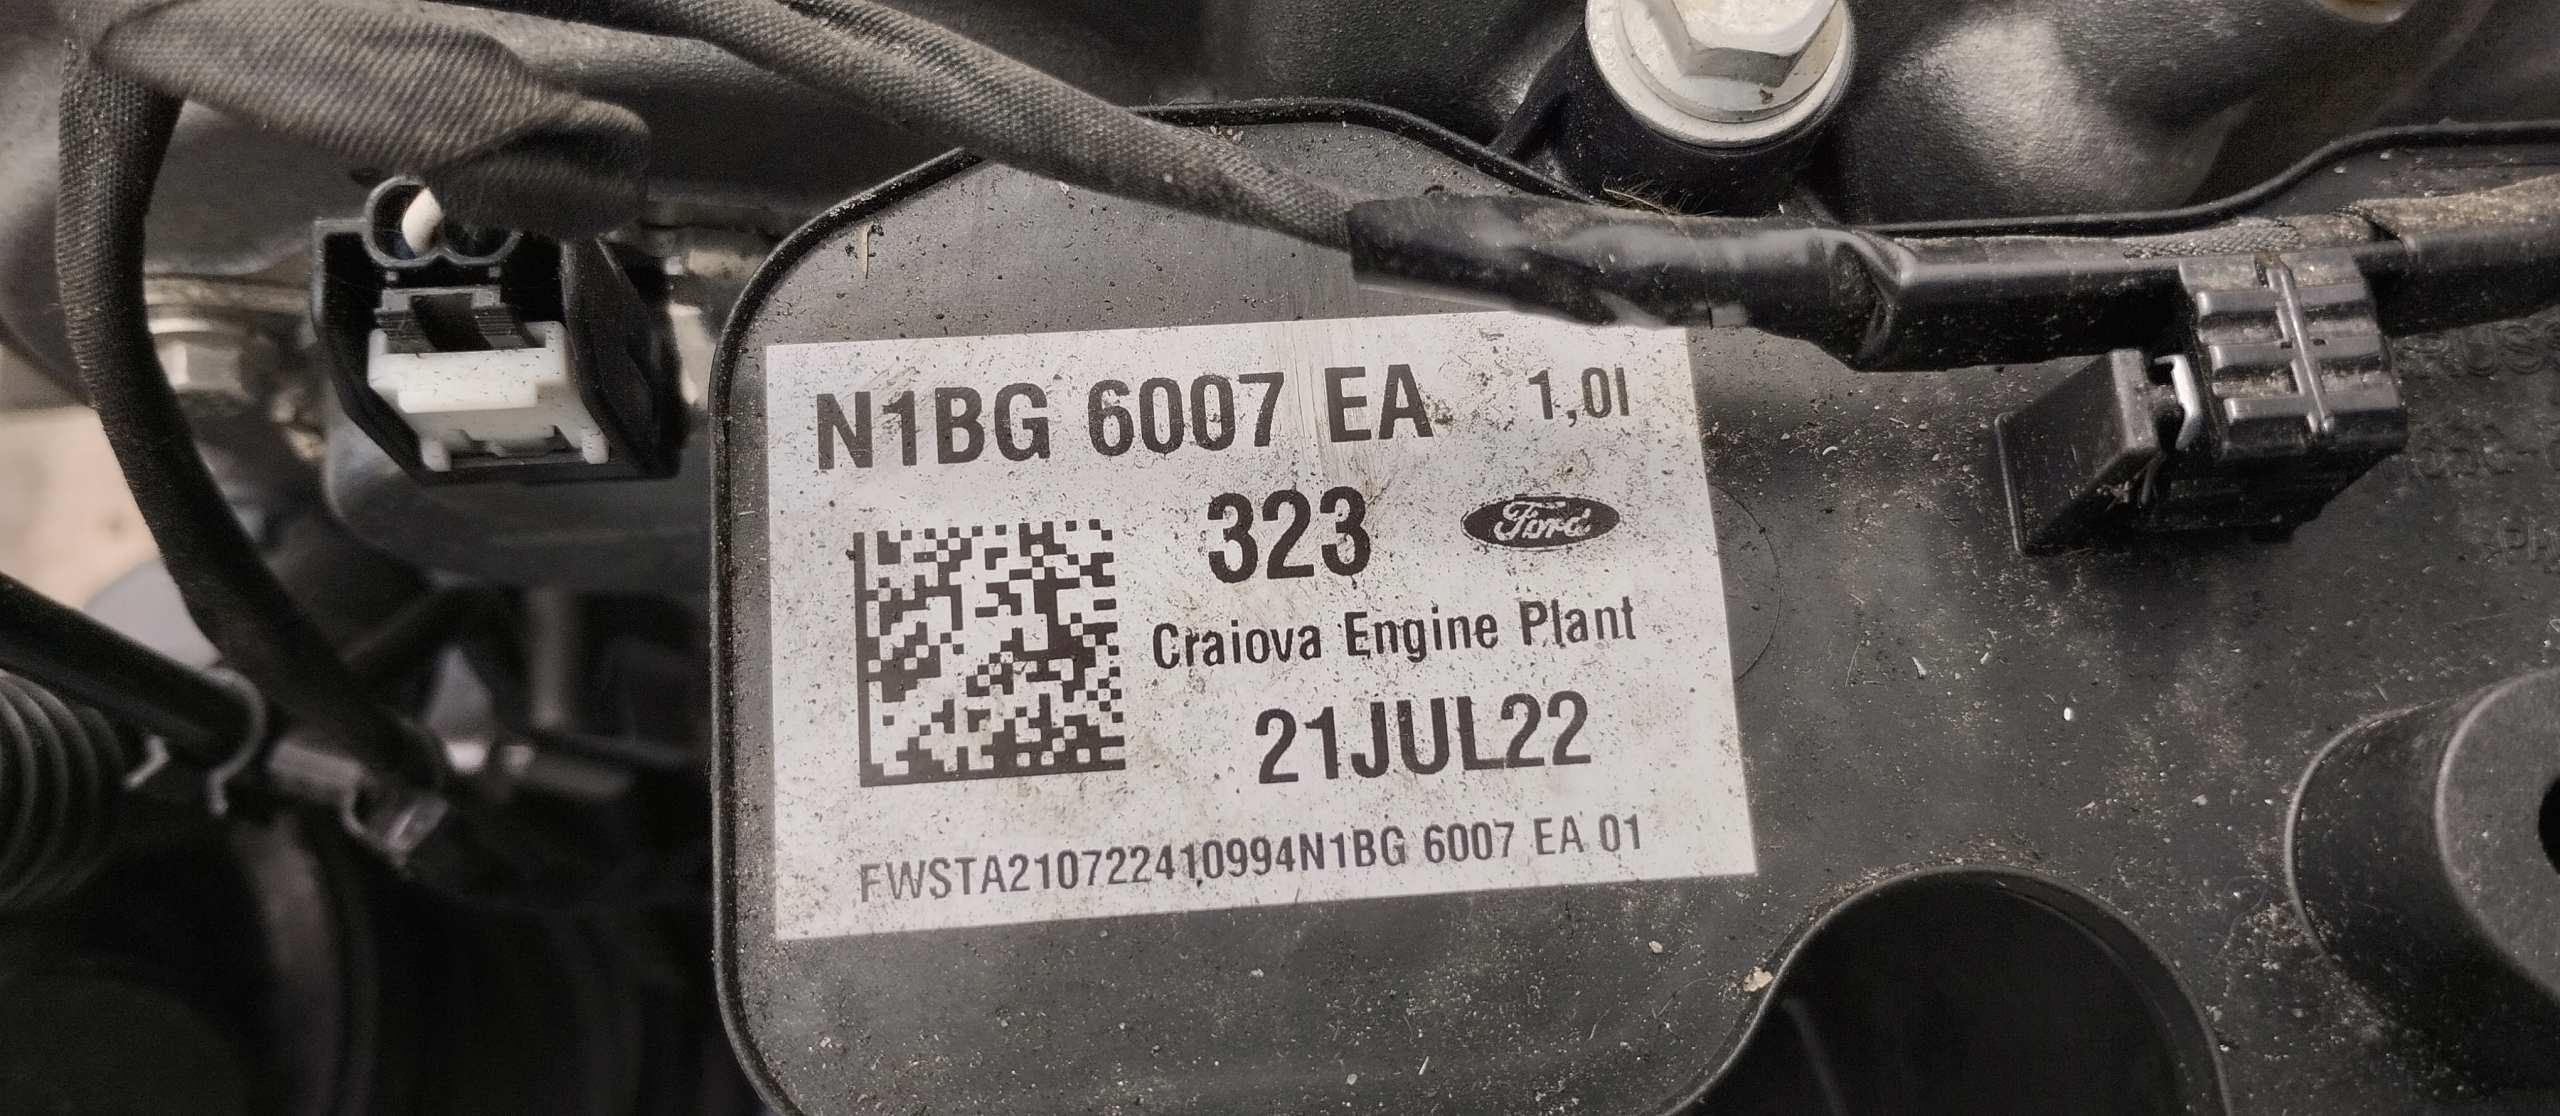 N1BG 6007 EA 1,0l
323
Ford
Craiova Engine Plant
21JUL22
FWSTA210722410994N1BG 6007 EA 01